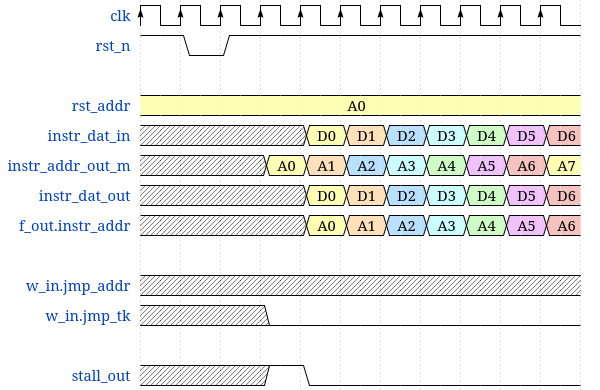 clk
rst_n
rst_addr A0
instr_dat_in D0 D1 D2 D3 D4 D5 D6
instr_addr_out_m A0 A1 A2 A3 A4 A5 A6 A7
instr_dat_out D0 D1 D2 D3 D4 D5 D6
f_out.instr_addr A0 A1 A2 A3 A4 A5 A6
w_in.jmp_addr
w_in.jmp_tk
stall_out